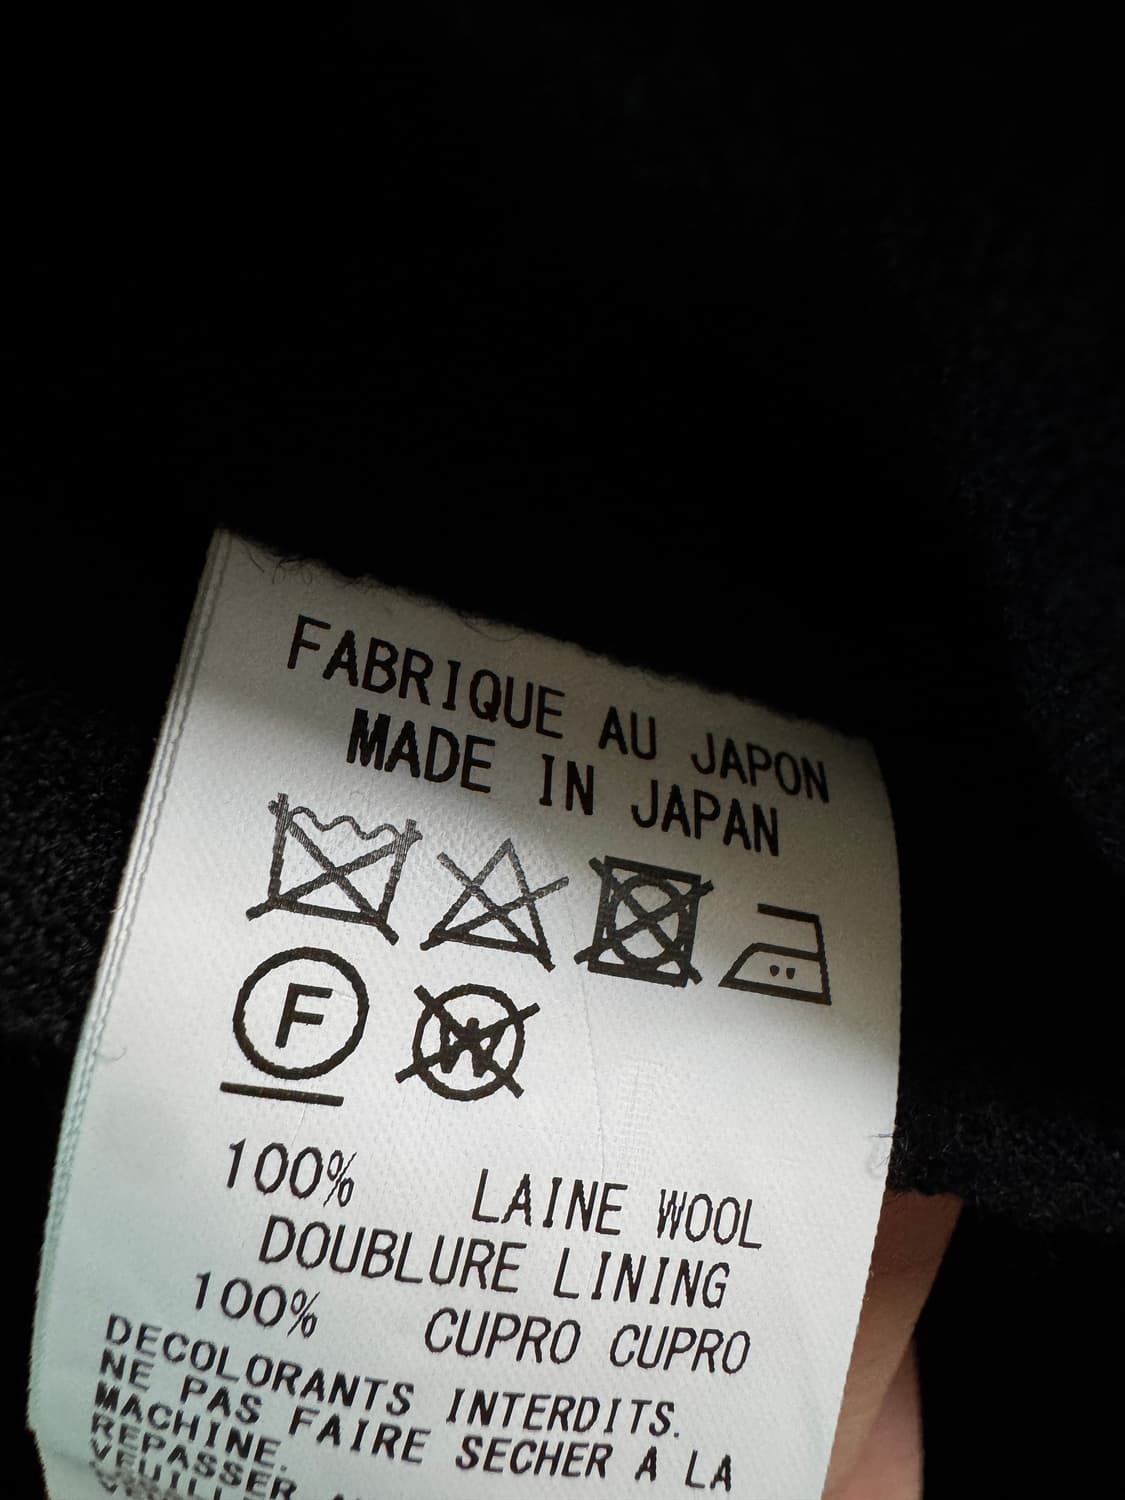 FABRIQUE AU JAPON
MADE IN JAPAN
F W
100% LAINE WOOL
DOUBLURE LINING
100% CUPRO CUPRO
DECOLORANTS INTERDITS.
NE PAS FAIRE SECHER A LA
MACHINE.
REPASSER